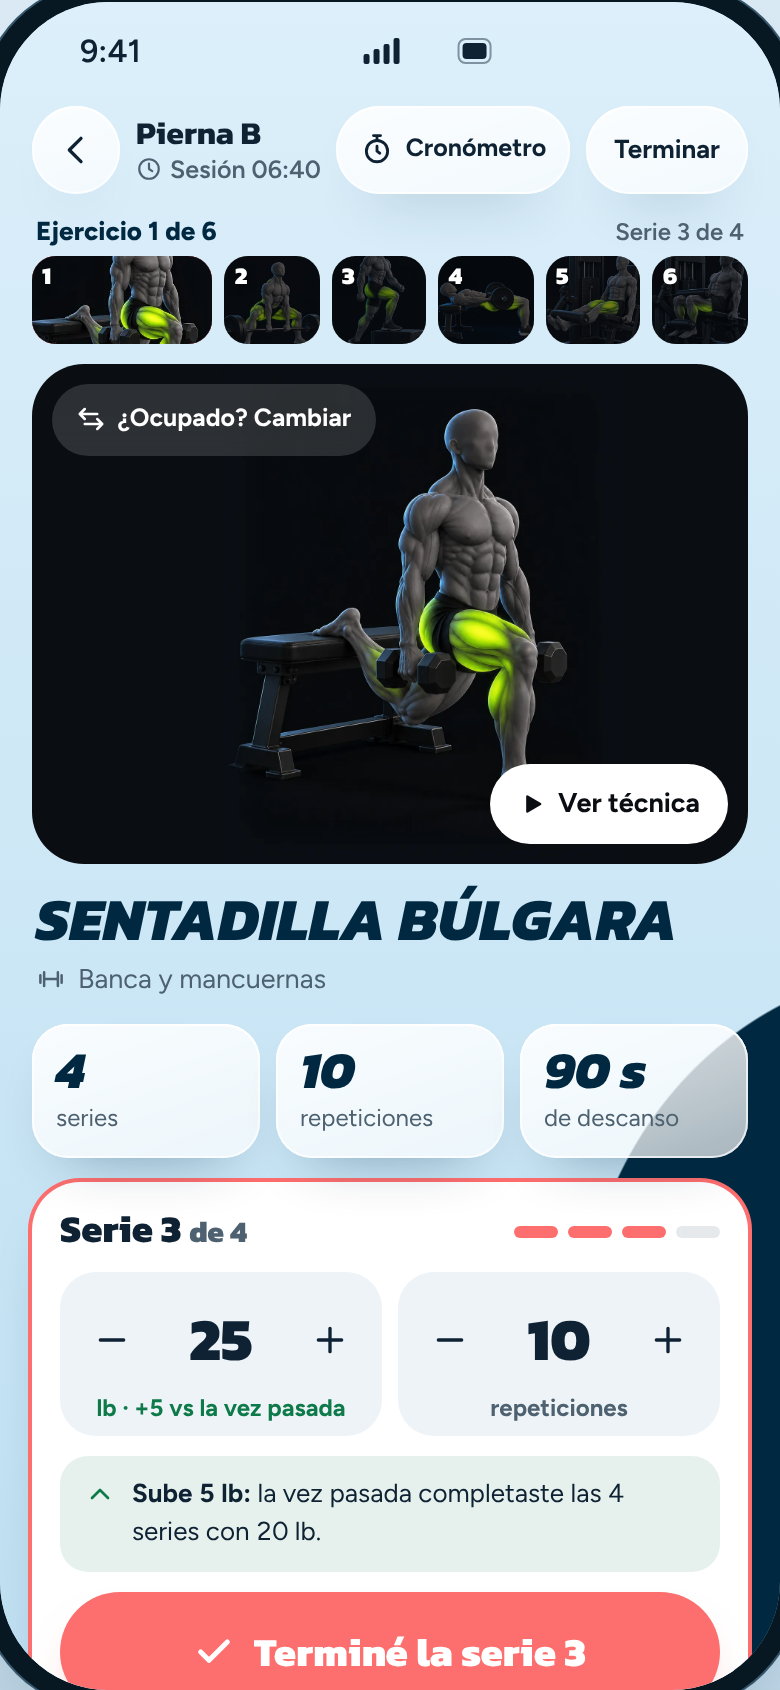 9:41
Pierna B
Sesión 06:40
Cronómetro
Terminar
Ejercicio 1 de 6
Serie 3 de 4
1
2
3
4
5
6
¿Ocupado? Cambiar
Ver técnica
SENTADILLA BÚLGARA
Banca y mancuernas
4
series
10
repeticiones
90 s
de descanso
Serie 3 de 4
− 25 +
lb · +5 vs la vez pasada
− 10 +
repeticiones
Sube 5 lb: la vez pasada completaste las 4
series con 20 lb.
Terminé la serie 3